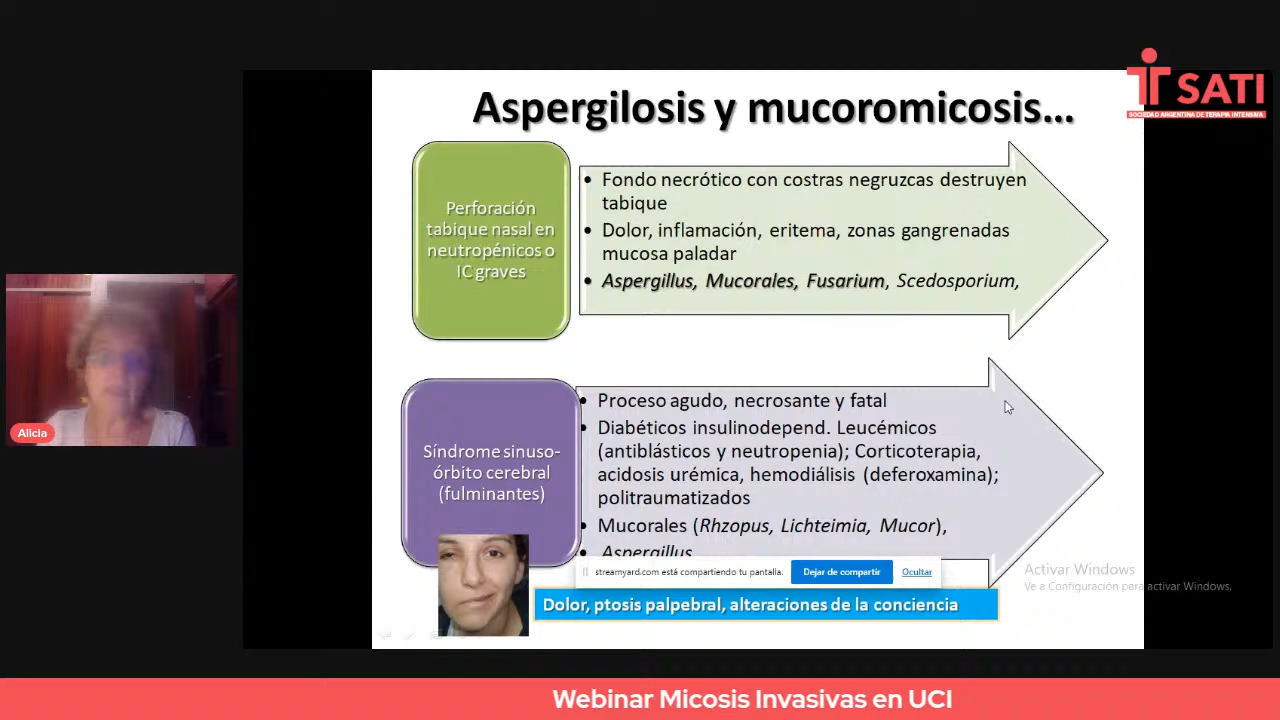 Aspergilosis y mucoromicosis...
SATI
SOCIEDAD ARGENTINA DE TERAPIA INTENSIVA
Perforación
tabique nasal en
neutropénicos o
IC graves
• Fondo necrótico con costras negruzcas destruyen
tabique
• Dolor, inflamación, eritema, zonas gangrenadas
mucosa paladar
• Aspergillus, Mucorales, Fusarium, Scedosporium,
Síndrome sinuso-
órbito cerebral
(fulminantes)
• Proceso agudo, necrosante y fatal
• Diabéticos insulinodepend. Leucémicos
(antiblásticos y neutropenia); Corticoterapia,
acidosis urémica, hemodiálisis (deferoxamina);
politraumatizados
• Mucorales (Rhzopus, Lichteimia, Mucor),
• Aspergillus
streamyard.com está compartiendo tu pantalla.
Dejar de compartir
Ocultar
Dolor, ptosis palpebral, alteraciones de la conciencia
Activar Windows
Ve a Configuración para activar Windows.
Alicia
Webinar Micosis Invasivas en UCI